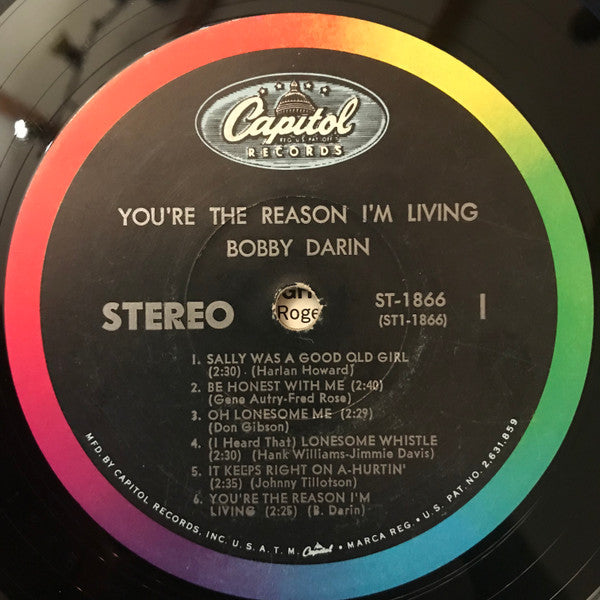 Capitol
REG. U.S. PAT. OFF.
RECORDS
YOU'RE THE REASON I'M LIVING
BOBBY DARIN
STEREO
Roge
ST-1866
(ST1-1866)
1
1. SALLY WAS A GOOD OLD GIRL
(2:30) (Harlan Howard)
2. BE HONEST WITH ME (2:40)
(Gene Autry-Fred Rose)
3. OH LONESOME ME (2:29)
(Don Gibson)
4. (I Heard That) LONESOME WHISTLE
(2:30) (Hank Williams-Jimmie Davis)
5. IT KEEPS RIGHT ON A-HURTIN'
(2:35) (Johnny Tillotson)
6. YOU'RE THE REASON I'M
LIVING (2:25) (B. Darin)
MFD. BY CAPITOL RECORDS, INC. U. S. A. T. M. Capitol • MARCA REG. • U. S. PAT. NO. 2,631,859